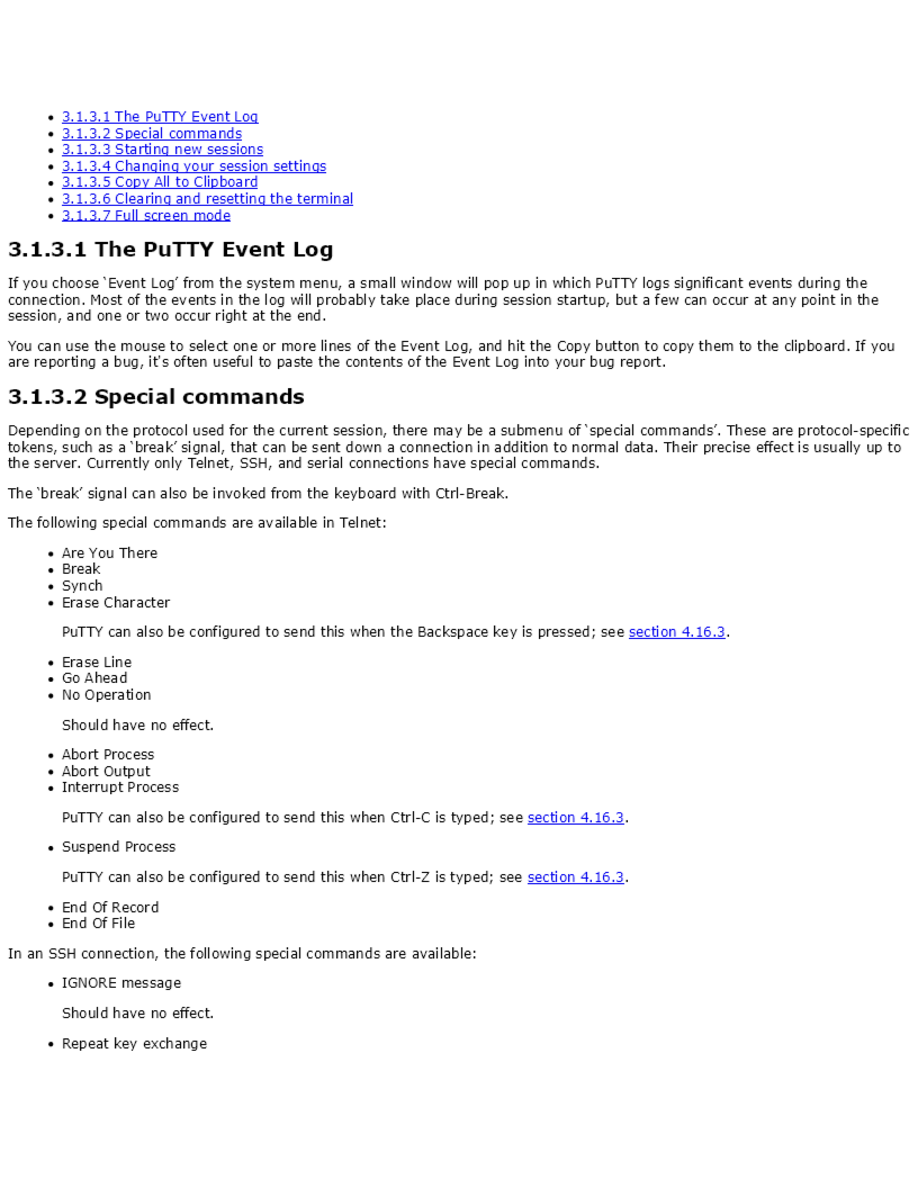 • 3.1.3.1 The PuTTY Event Log
• 3.1.3.2 Special commands
• 3.1.3.3 Starting new sessions
• 3.1.3.4 Changing your session settings
• 3.1.3.5 Copy All to Clipboard
• 3.1.3.6 Clearing and resetting the terminal
• 3.1.3.7 Full screen mode
3.1.3.1 The PuTTY Event Log
If you choose ‘Event Log’ from the system menu, a small window will pop up in which PuTTY logs significant events during the
connection. Most of the events in the log will probably take place during session startup, but a few can occur at any point in the
session, and one or two occur right at the end.
You can use the mouse to select one or more lines of the Event Log, and hit the Copy button to copy them to the clipboard. If you
are reporting a bug, it's often useful to paste the contents of the Event Log into your bug report.
3.1.3.2 Special commands
Depending on the protocol used for the current session, there may be a submenu of ‘special commands’. These are protocol-specific
tokens, such as a ‘break’ signal, that can be sent down a connection in addition to normal data. Their precise effect is usually up to
the server. Currently only Telnet, SSH, and serial connections have special commands.
The ‘break’ signal can also be invoked from the keyboard with Ctrl-Break.
The following special commands are available in Telnet:
• Are You There
• Break
• Synch
• Erase Character
PuTTY can also be configured to send this when the Backspace key is pressed; see section 4.16.3.
• Erase Line
• Go Ahead
• No Operation
Should have no effect.
• Abort Process
• Abort Output
• Interrupt Process
PuTTY can also be configured to send this when Ctrl-C is typed; see section 4.16.3.
• Suspend Process
PuTTY can also be configured to send this when Ctrl-Z is typed; see section 4.16.3.
• End Of Record
• End Of File
In an SSH connection, the following special commands are available:
• IGNORE message
Should have no effect.
• Repeat key exchange